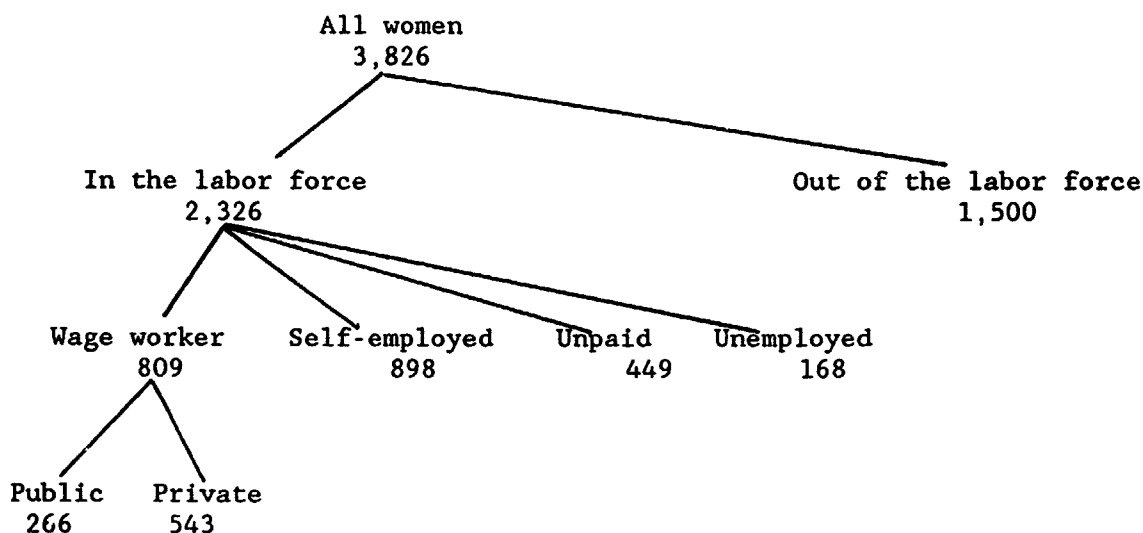 All women
3,826
In the labor force Out of the labor force
2,326 1,500
Wage worker Self-employed Unpaid Unemployed
809 898 449 168
Public Private
266 543